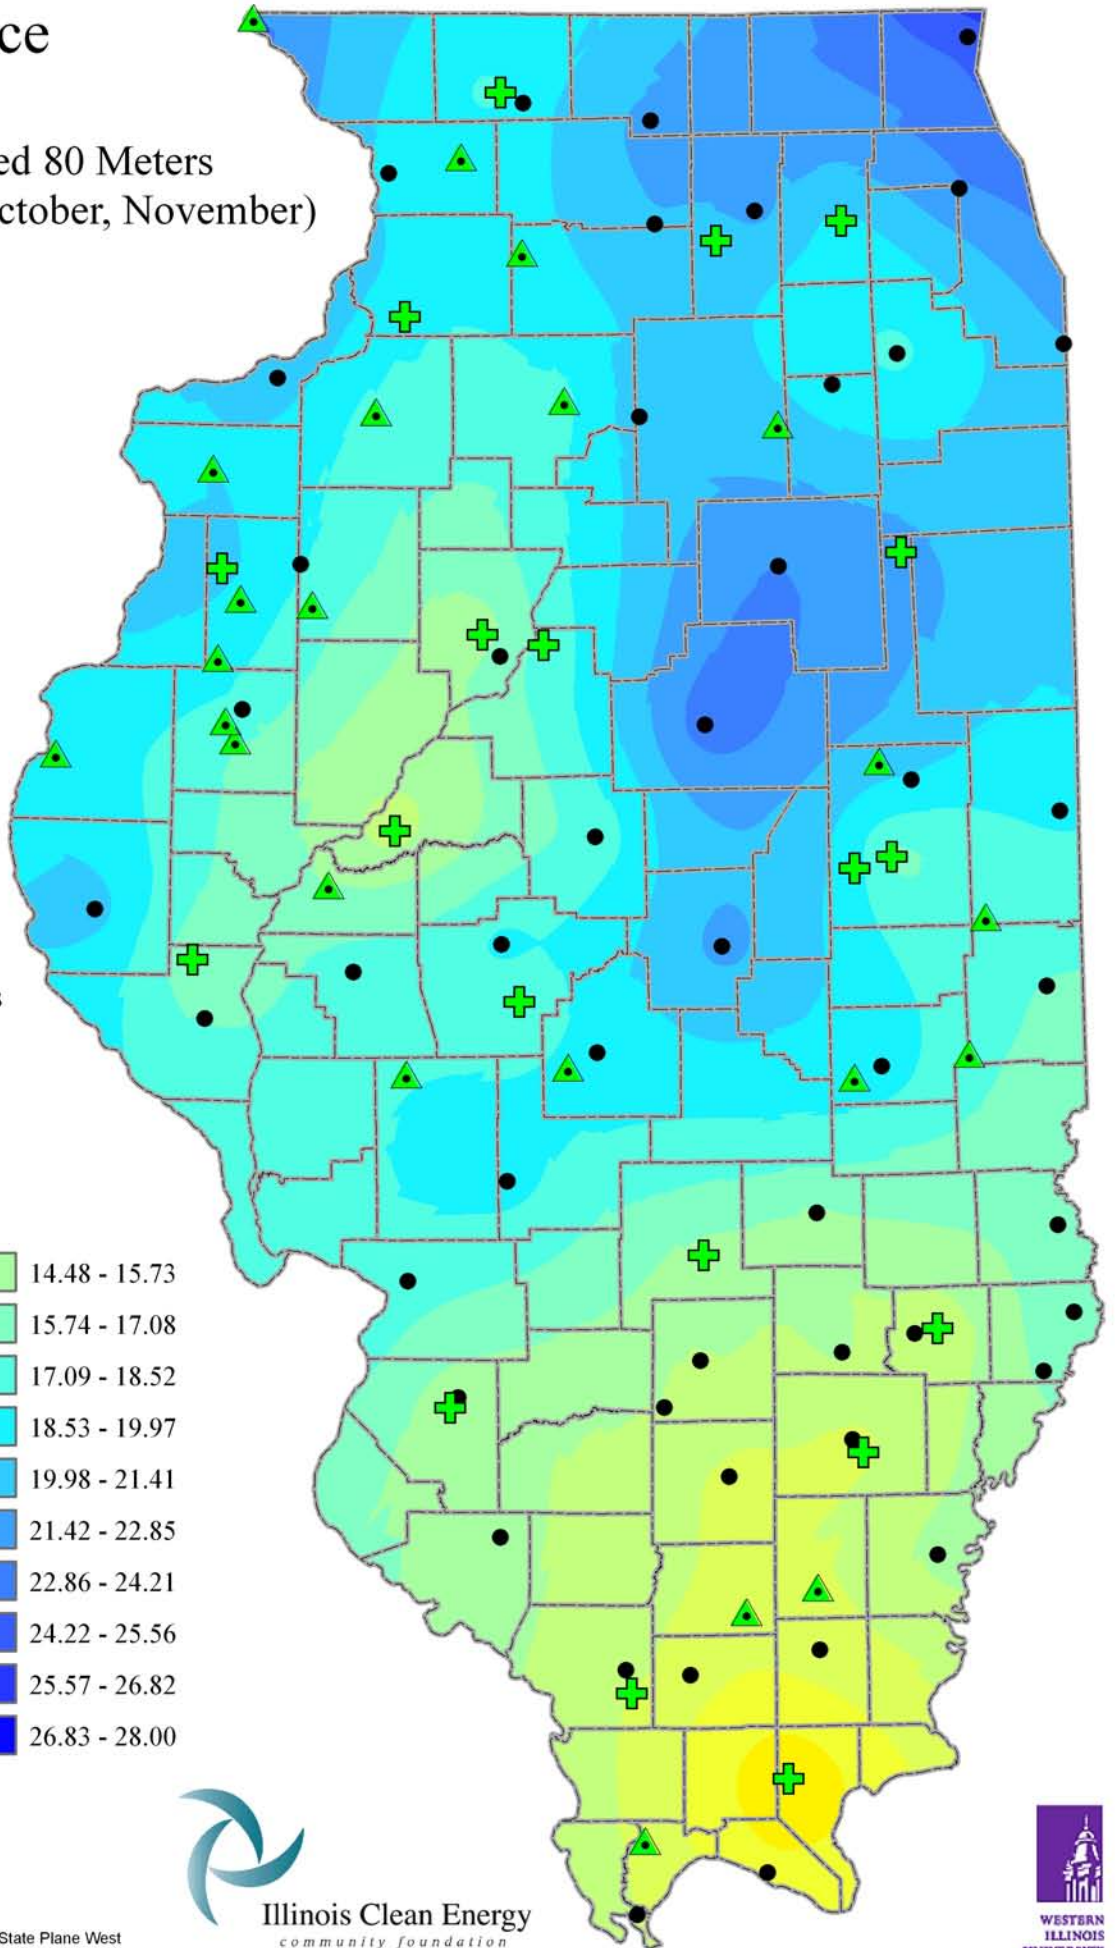 ce
ed 80 Meters
ctober, November)
s
14.48 - 15.73
15.74 - 17.08
17.09 - 18.52
18.53 - 19.97
19.98 - 21.41
21.42 - 22.85
22.86 - 24.21
24.22 - 25.56
25.57 - 26.82
26.83 - 28.00
Illinois Clean Energy
community foundation
State Plane West
WESTERN
ILLINOIS